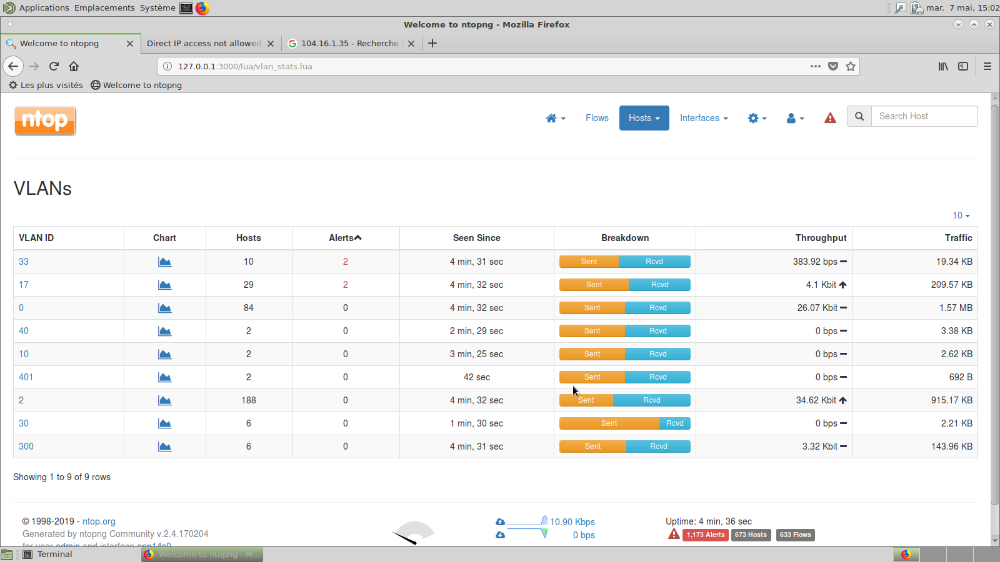 Applications Emplacements Système mar. 7 mai, 15:02
Welcome to ntopng - Mozilla Firefox
Welcome to ntopng Direct IP access not allowed 104.16.1.35 - Recherche
127.0.0.1:3000/lua/vlan_stats.lua
Les plus visités Welcome to ntopng
ntop Flows Hosts Interfaces Search Host
VLANs
10
VLAN ID Chart Hosts Alerts Seen Since Breakdown Throughput Traffic
33 10 2 4 min, 31 sec Sent Rcvd 383.92 bps 19.34 KB
17 29 2 4 min, 32 sec Sent Rcvd 4.1 Kbit 209.57 KB
0 84 0 4 min, 32 sec Sent Rcvd 26.07 Kbit 1.57 MB
40 2 0 2 min, 29 sec Sent Rcvd 0 bps 3.38 KB
10 2 0 3 min, 25 sec Sent Rcvd 0 bps 2.62 KB
401 2 0 42 sec Sent Rcvd 0 bps 692 B
2 188 0 4 min, 32 sec Sent Rcvd 34.62 Kbit 915.17 KB
30 6 0 1 min, 30 sec Sent Rcvd 0 bps 2.21 KB
300 6 0 4 min, 31 sec Sent Rcvd 3.32 Kbit 143.96 KB
Showing 1 to 9 of 9 rows
© 1998-2019 - ntop.org 10.90 Kbps Uptime: 4 min, 36 sec
Generated by ntopng Community v.2.4.170204 0 bps 1,173 Alerts 673 Hosts 633 Flows
for user admin and interface enp14s0
Terminal Welcome to ntopng - M...